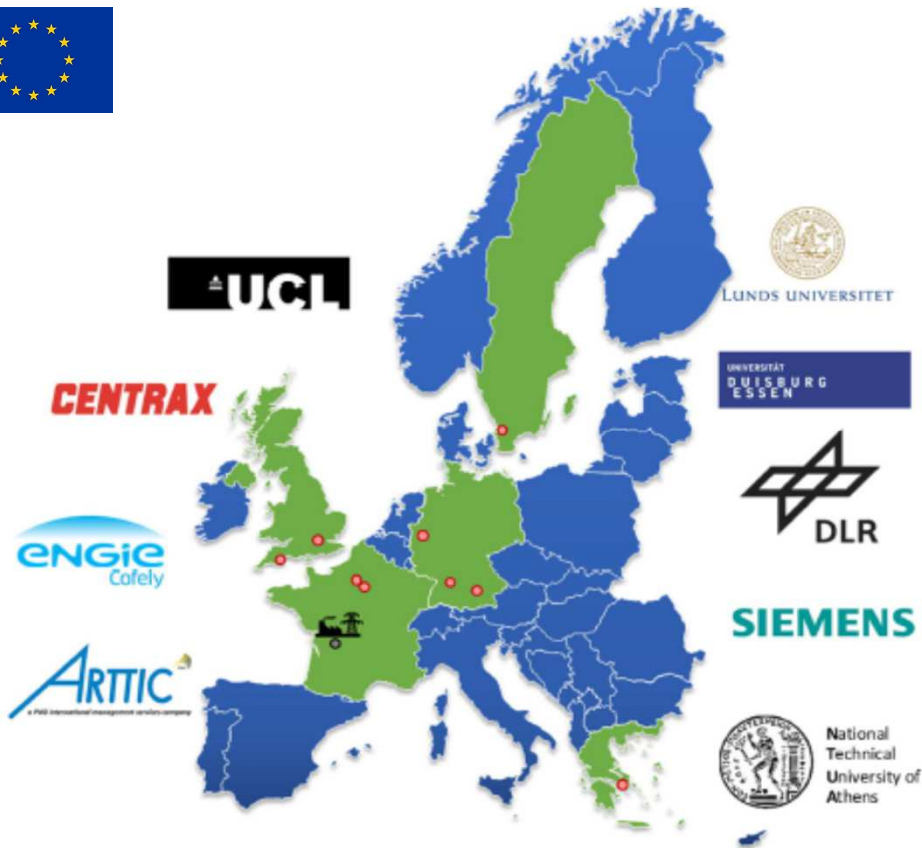 UCL
LUNDS UNIVERSITET
CENTRAX
UNIVERSITÄT
DUISBURG
ESSEN
DLR
ENGiE
Cofely
SIEMENS
ARTTIC
a PNO international management services company
National
Technical
University of
Athens